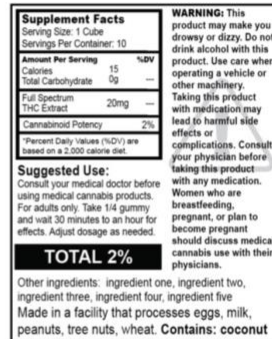 Supplement Facts
Serving Size: 1 Cube
Servings Per Container: 10
Amount Per Serving %DV
Calories 15
Total Carbohydrate 0g ---
Full Spectrum
THC Extract 20mg ---
Cannabinoid Potency 2%
*Percent Daily Values (%DV) are
based on a 2,000 calorie diet.
Suggested Use:
Consult your medical doctor before
using medical cannabis products.
For adults only. Take 1/4 gummy
and wait 30 minutes to an hour for
effects. Adjust dosage as needed.
TOTAL 2%
WARNING: This
product may make you
drowsy or dizzy. Do not
drink alcohol with this
product. Use care when
operating a vehicle or
other machinery.
Taking this product
with medication may
lead to harmful side
effects or
complications. Consult
your physician before
taking this product
with any medication.
Women who are
breastfeeding,
pregnant, or plan to
become pregnant
should discuss medical
cannabis use with their
physicians.
Other ingredients: ingredient one, ingredient two,
ingredient three, ingredient four, ingredient five
Made in a facility that processes eggs, milk,
peanuts, tree nuts, wheat. Contains: coconut